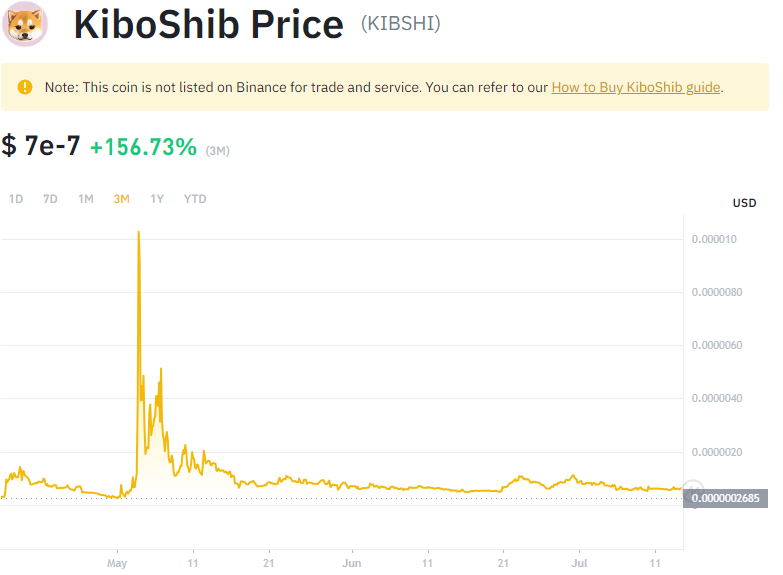 KiboShib Price (KIBSHI)
Note: This coin is not listed on Binance for trade and service. You can refer to our How to Buy KiboShib guide.
$ 7e-7 +156.73% (3M)
1D 7D 1M 3M 1Y YTD
USD
0.000010
0.0000080
0.0000060
0.0000040
0.0000020
0.0000002685
May 11 21 Jun 11 21 Jul 11